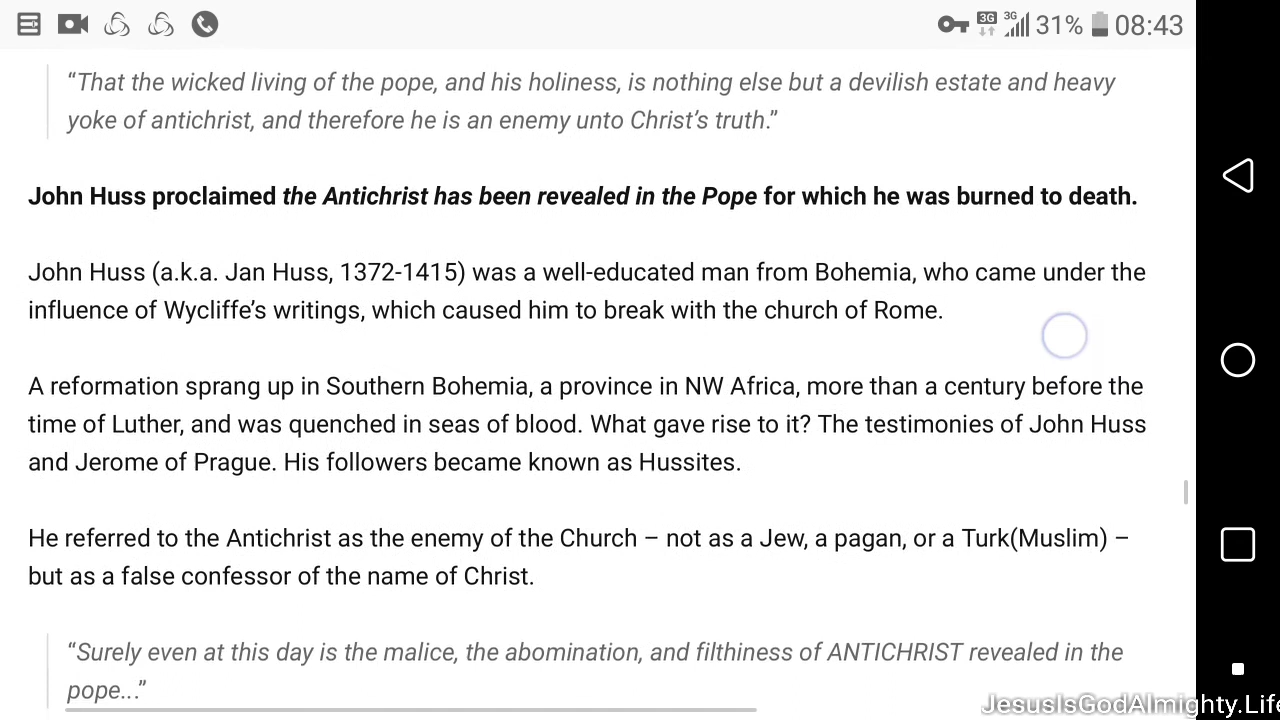 3G 3G 31% 08:43
“That the wicked living of the pope, and his holiness, is nothing else but a devilish estate and heavy
yoke of antichrist, and therefore he is an enemy unto Christ’s truth.”
John Huss proclaimed the Antichrist has been revealed in the Pope for which he was burned to death.
John Huss (a.k.a. Jan Huss, 1372-1415) was a well-educated man from Bohemia, who came under the
influence of Wycliffe’s writings, which caused him to break with the church of Rome.
A reformation sprang up in Southern Bohemia, a province in NW Africa, more than a century before the
time of Luther, and was quenched in seas of blood. What gave rise to it? The testimonies of John Huss
and Jerome of Prague. His followers became known as Hussites.
He referred to the Antichrist as the enemy of the Church – not as a Jew, a pagan, or a Turk(Muslim) –
but as a false confessor of the name of Christ.
“Surely even at this day is the malice, the abomination, and filthiness of ANTICHRIST revealed in the
pope...”
JesusIsGodAlmighty.Life